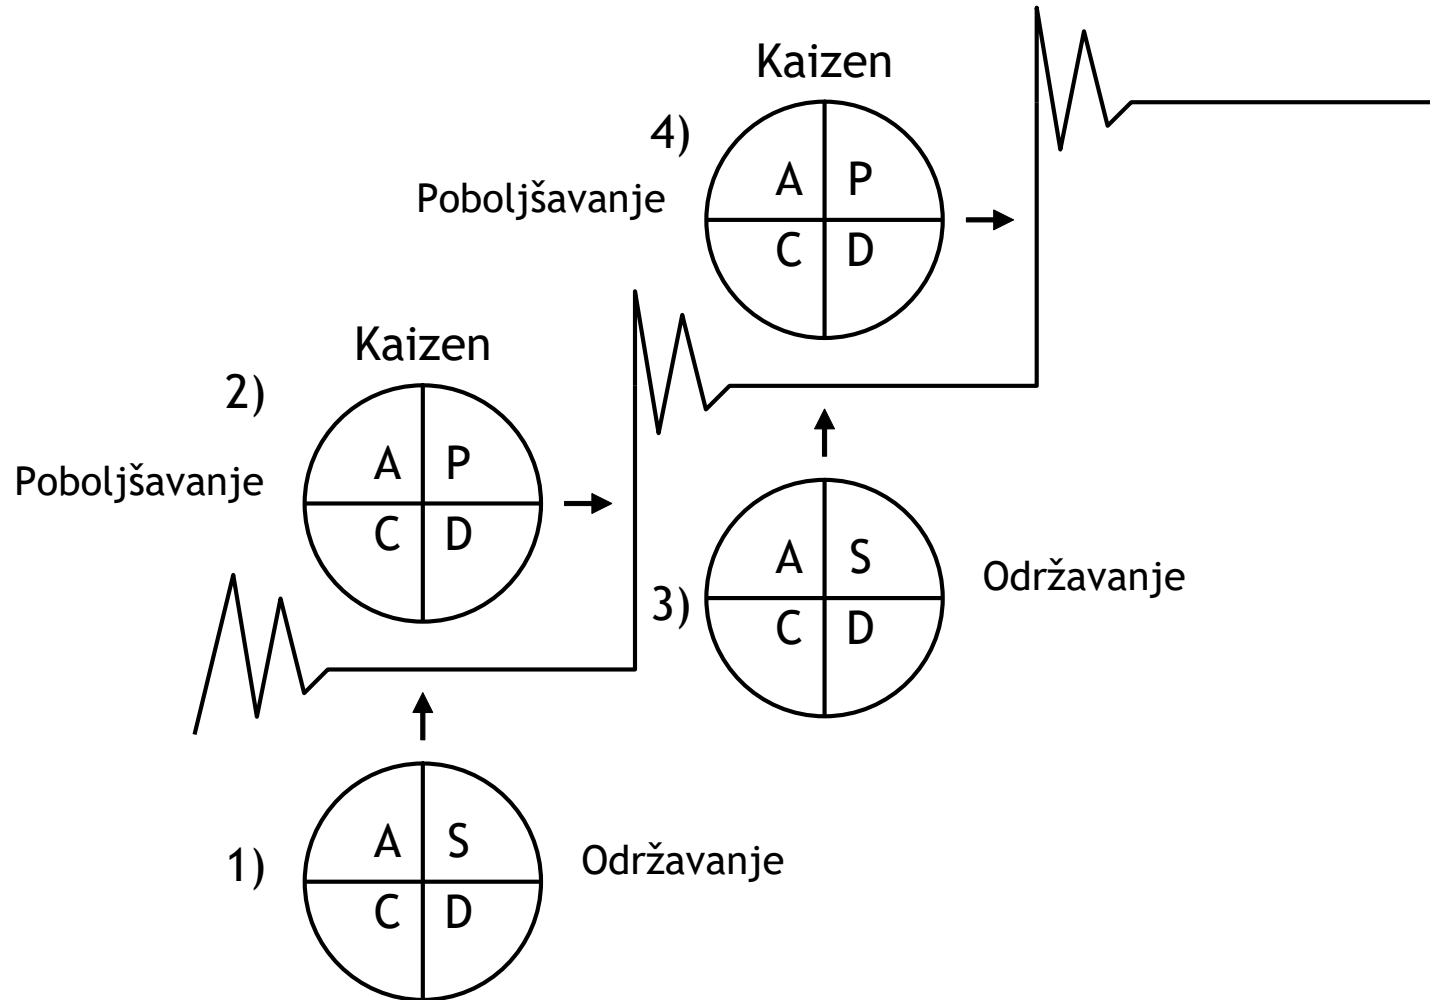 Kaizen
4)
A P
Poboljšavanje
C D
Kaizen
2)
A P
Poboljšavanje
C D
A S
Održavanje
3)
C D
A S
1)
Održavanje
C D